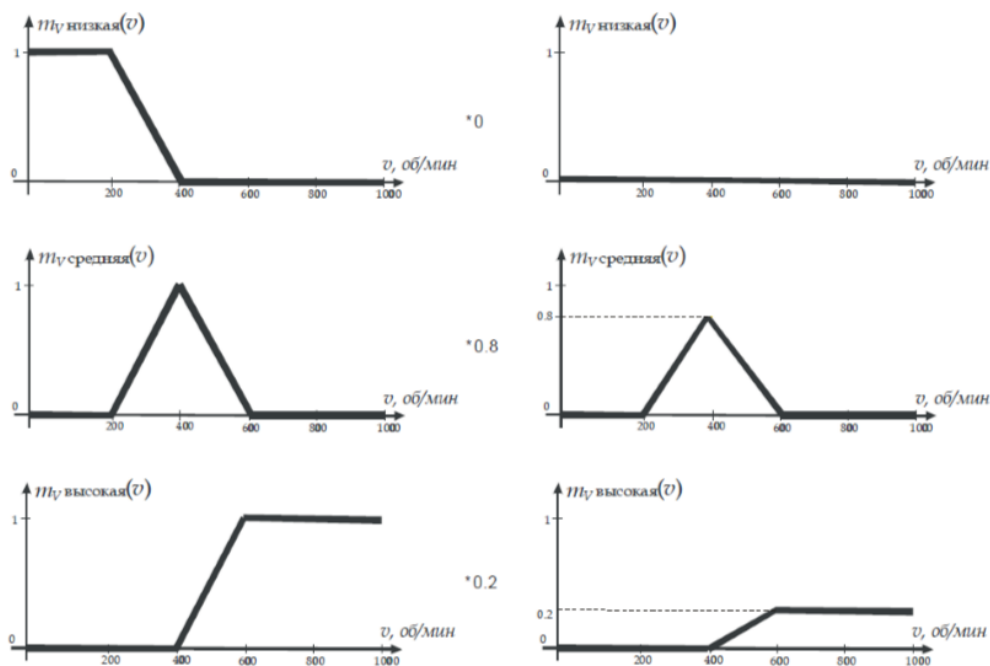 m_V низкая(v)
1
0
200 400 600 800 1000
v, об/мин
*0
m_V низкая(v)
1
0
200 400 600 800 1000
v, об/мин
m_V средняя(v)
1
0
200 400 600 800 1000
v, об/мин
*0.8
m_V средняя(v)
1
0.8
0
200 400 600 800 1000
v, об/мин
m_V высокая(v)
1
0
200 400 600 800 1000
v, об/мин
*0.2
m_V высокая(v)
1
0.2
0
200 400 600 800 1000
v, об/мин